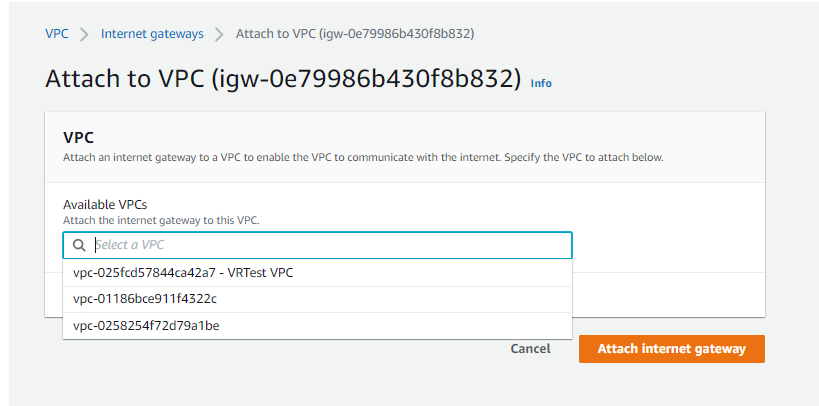 VPC > Internet gateways > Attach to VPC (igw-0e79986b430f8b832)
Attach to VPC (igw-0e79986b430f8b832) Info
VPC
Attach an internet gateway to a VPC to enable the VPC to communicate with the internet. Specify the VPC to attach below.
Available VPCs
Attach the internet gateway to this VPC.
Select a VPC
vpc-025fcd57844ca42a7 - VRTest VPC
vpc-01186bce911f4322c
vpc-0258254f72d79a1be
Cancel Attach internet gateway